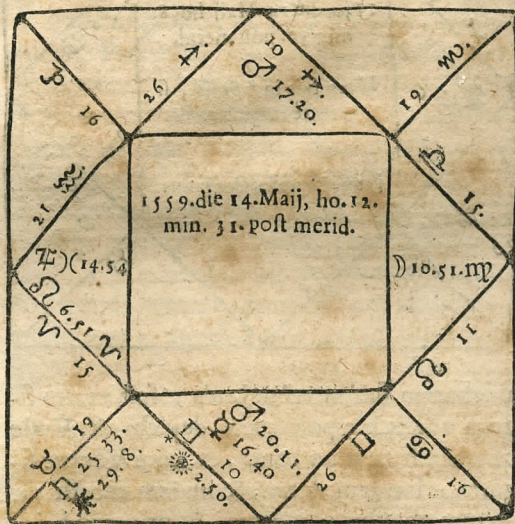 ♐ 26
10 ♐
♂ 17.20.
♑ 16
19 ♏
21 ♒
♎ 15.
1559. die 14. Maij, ho. 12.
min. 31. post merid.
♃ )( 14.54
☽ 10.51. ♍
☊ 6.51 ♈
♈ 15
♌ 11
♉ 19
♄ 25 33.
29. 8.
♊ ☿ ♂ 20.11.
16.40
☉ 2.50.
10
26 ♊
♋ 16